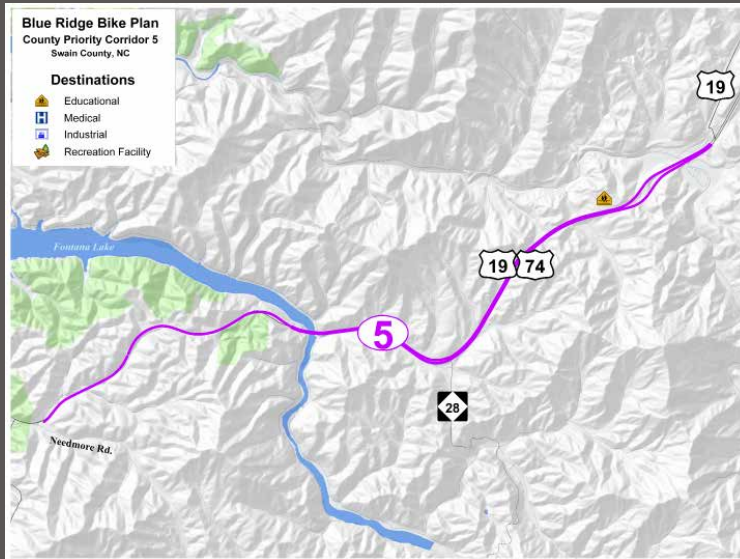 Blue Ridge Bike Plan
County Priority Corridor 5
Swain County, NC
Destinations
Educational
H Medical
Industrial
Recreation Facility
19
Fontana Lake
19 74
5
28
Needmore Rd.